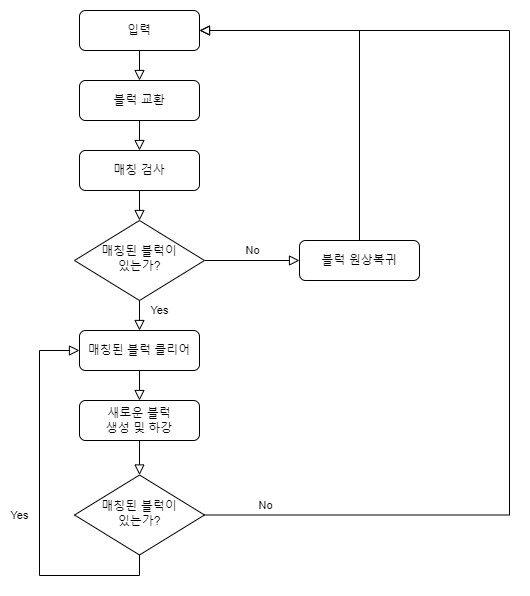 입력
블럭 교환
매칭 검사
매칭된 블럭이
있는가?
No
블럭 원상복귀
Yes
매칭된 블럭 클리어
새로운 블럭
생성 및 하강
매칭된 블럭이
있는가?
No
Yes